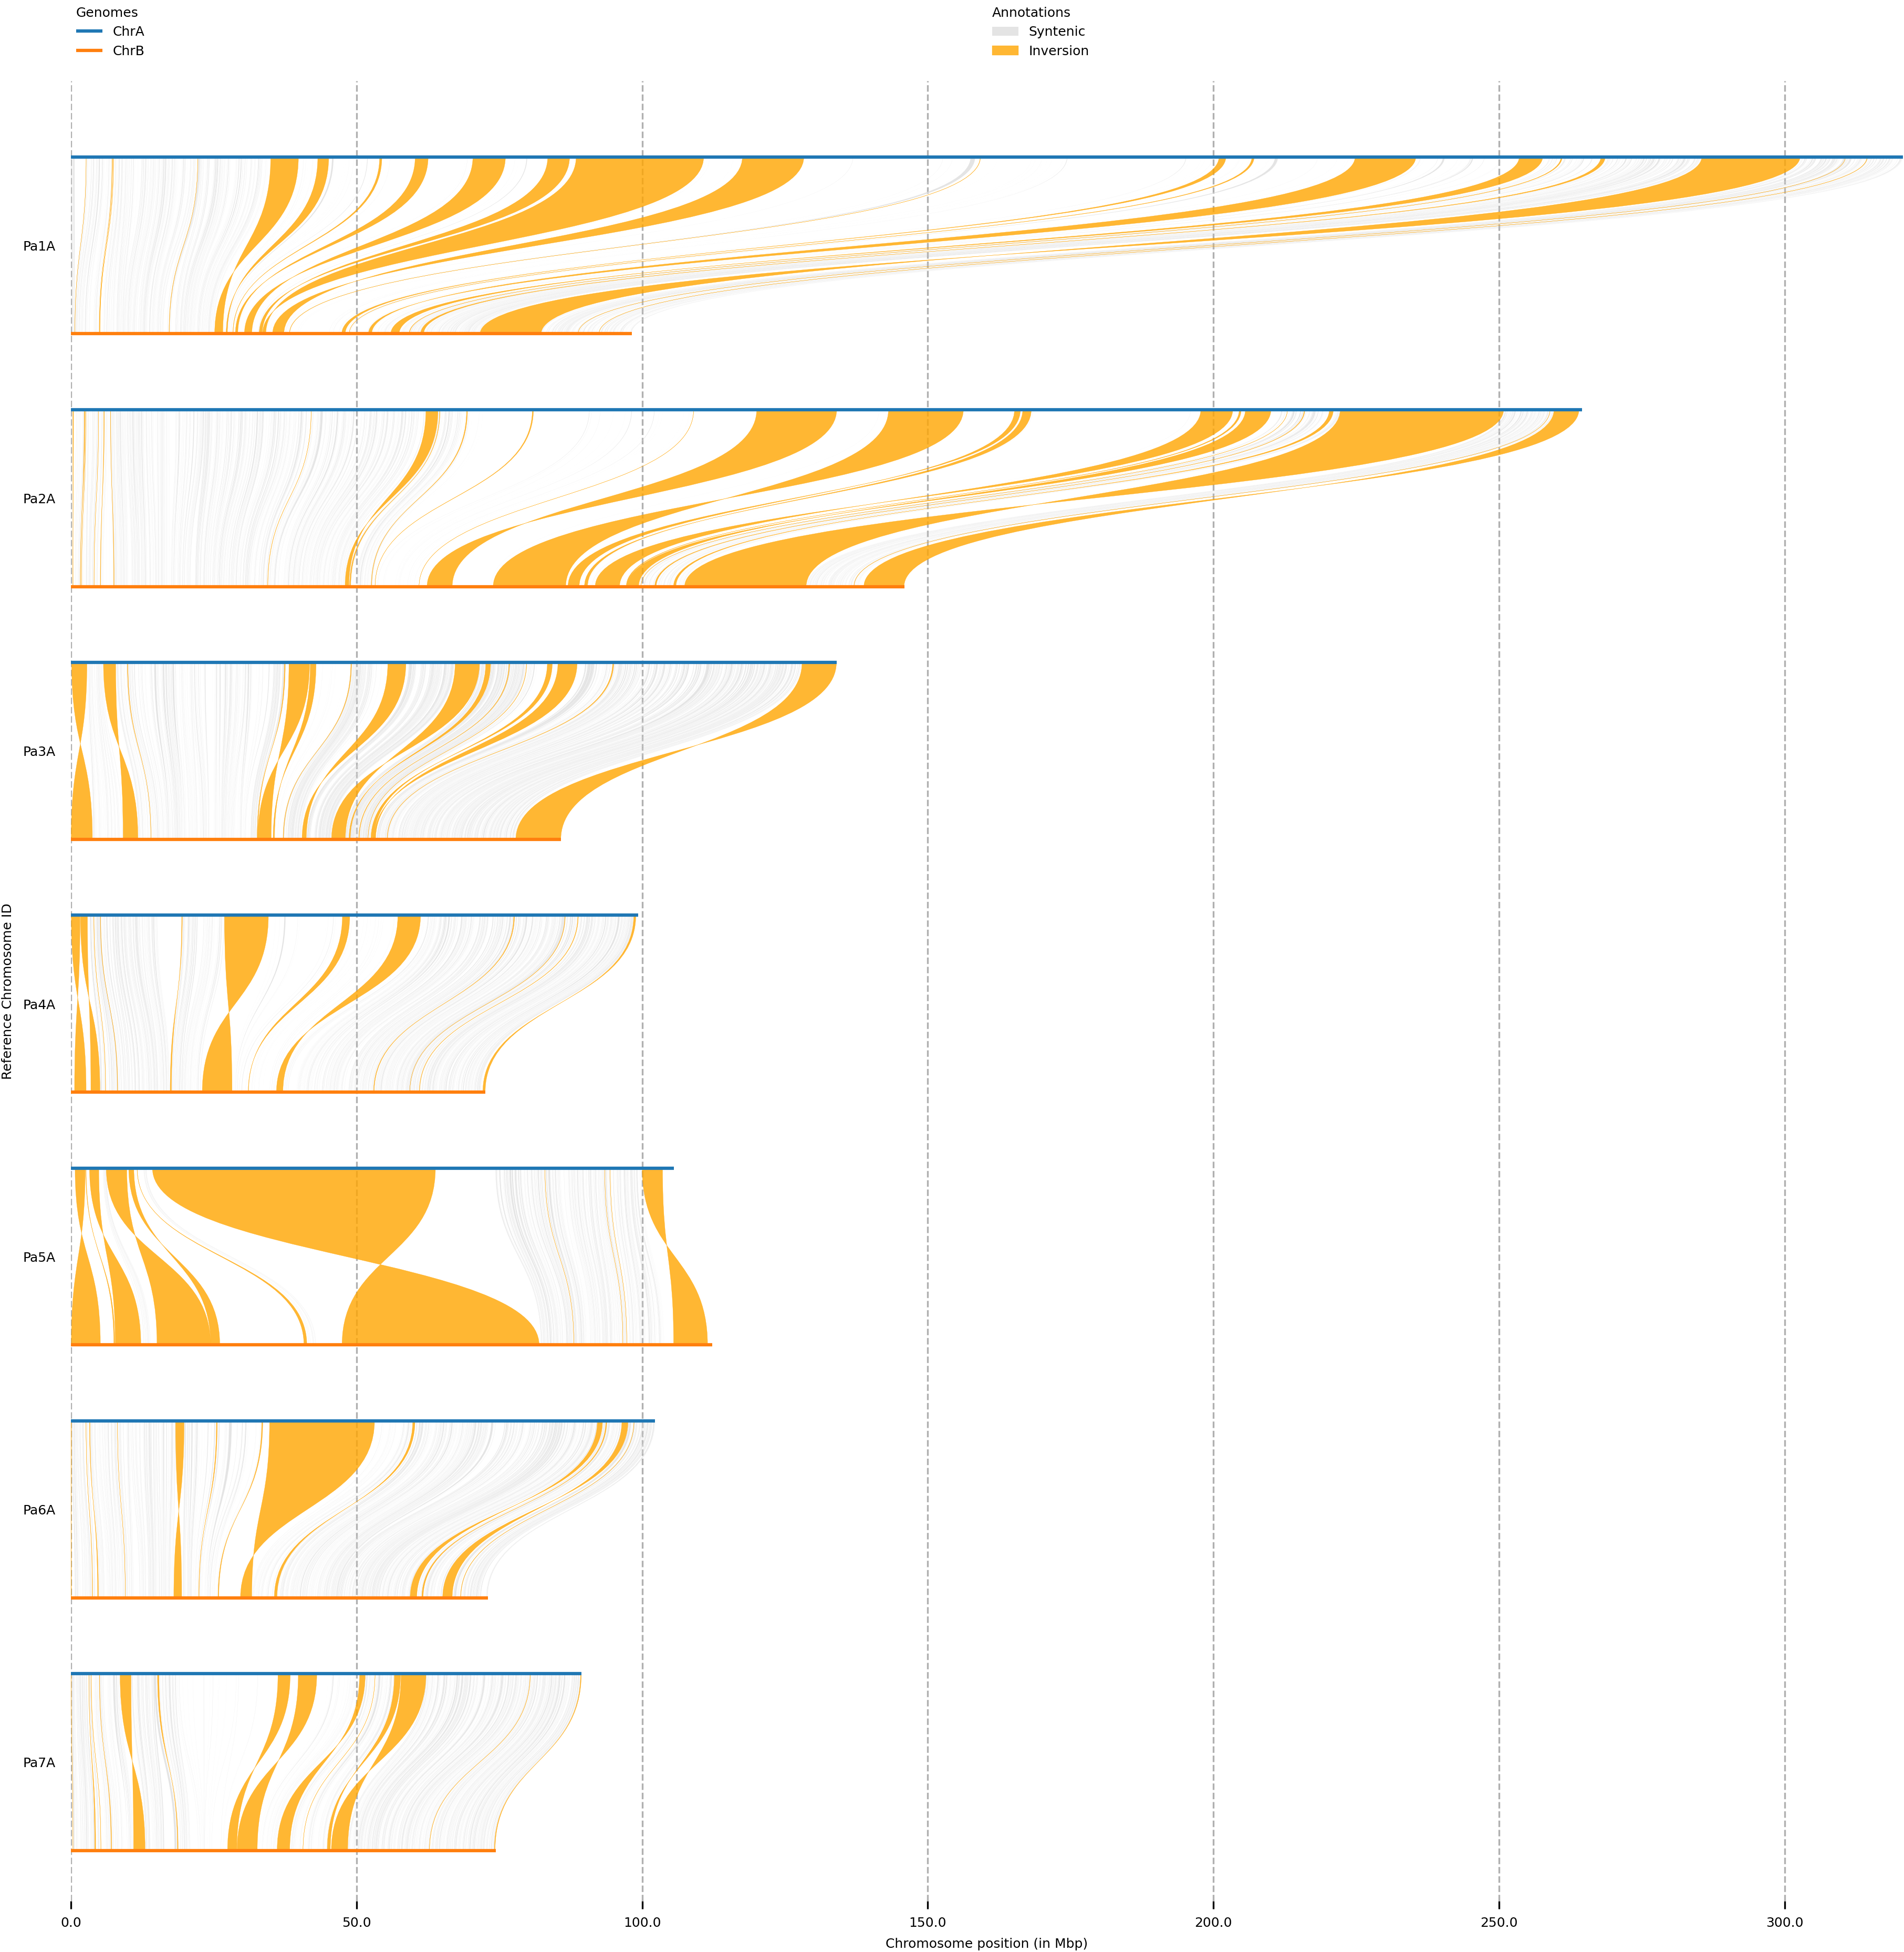 Genomes
ChrA
ChrB
Annotations
Syntenic
Inversion
Pa1A
Pa2A
Pa3A
Pa4A
Pa5A
Pa6A
Pa7A
Reference Chromosome ID
0.0 50.0 100.0 150.0 200.0 250.0 300.0
Chromosome position (in Mbp)